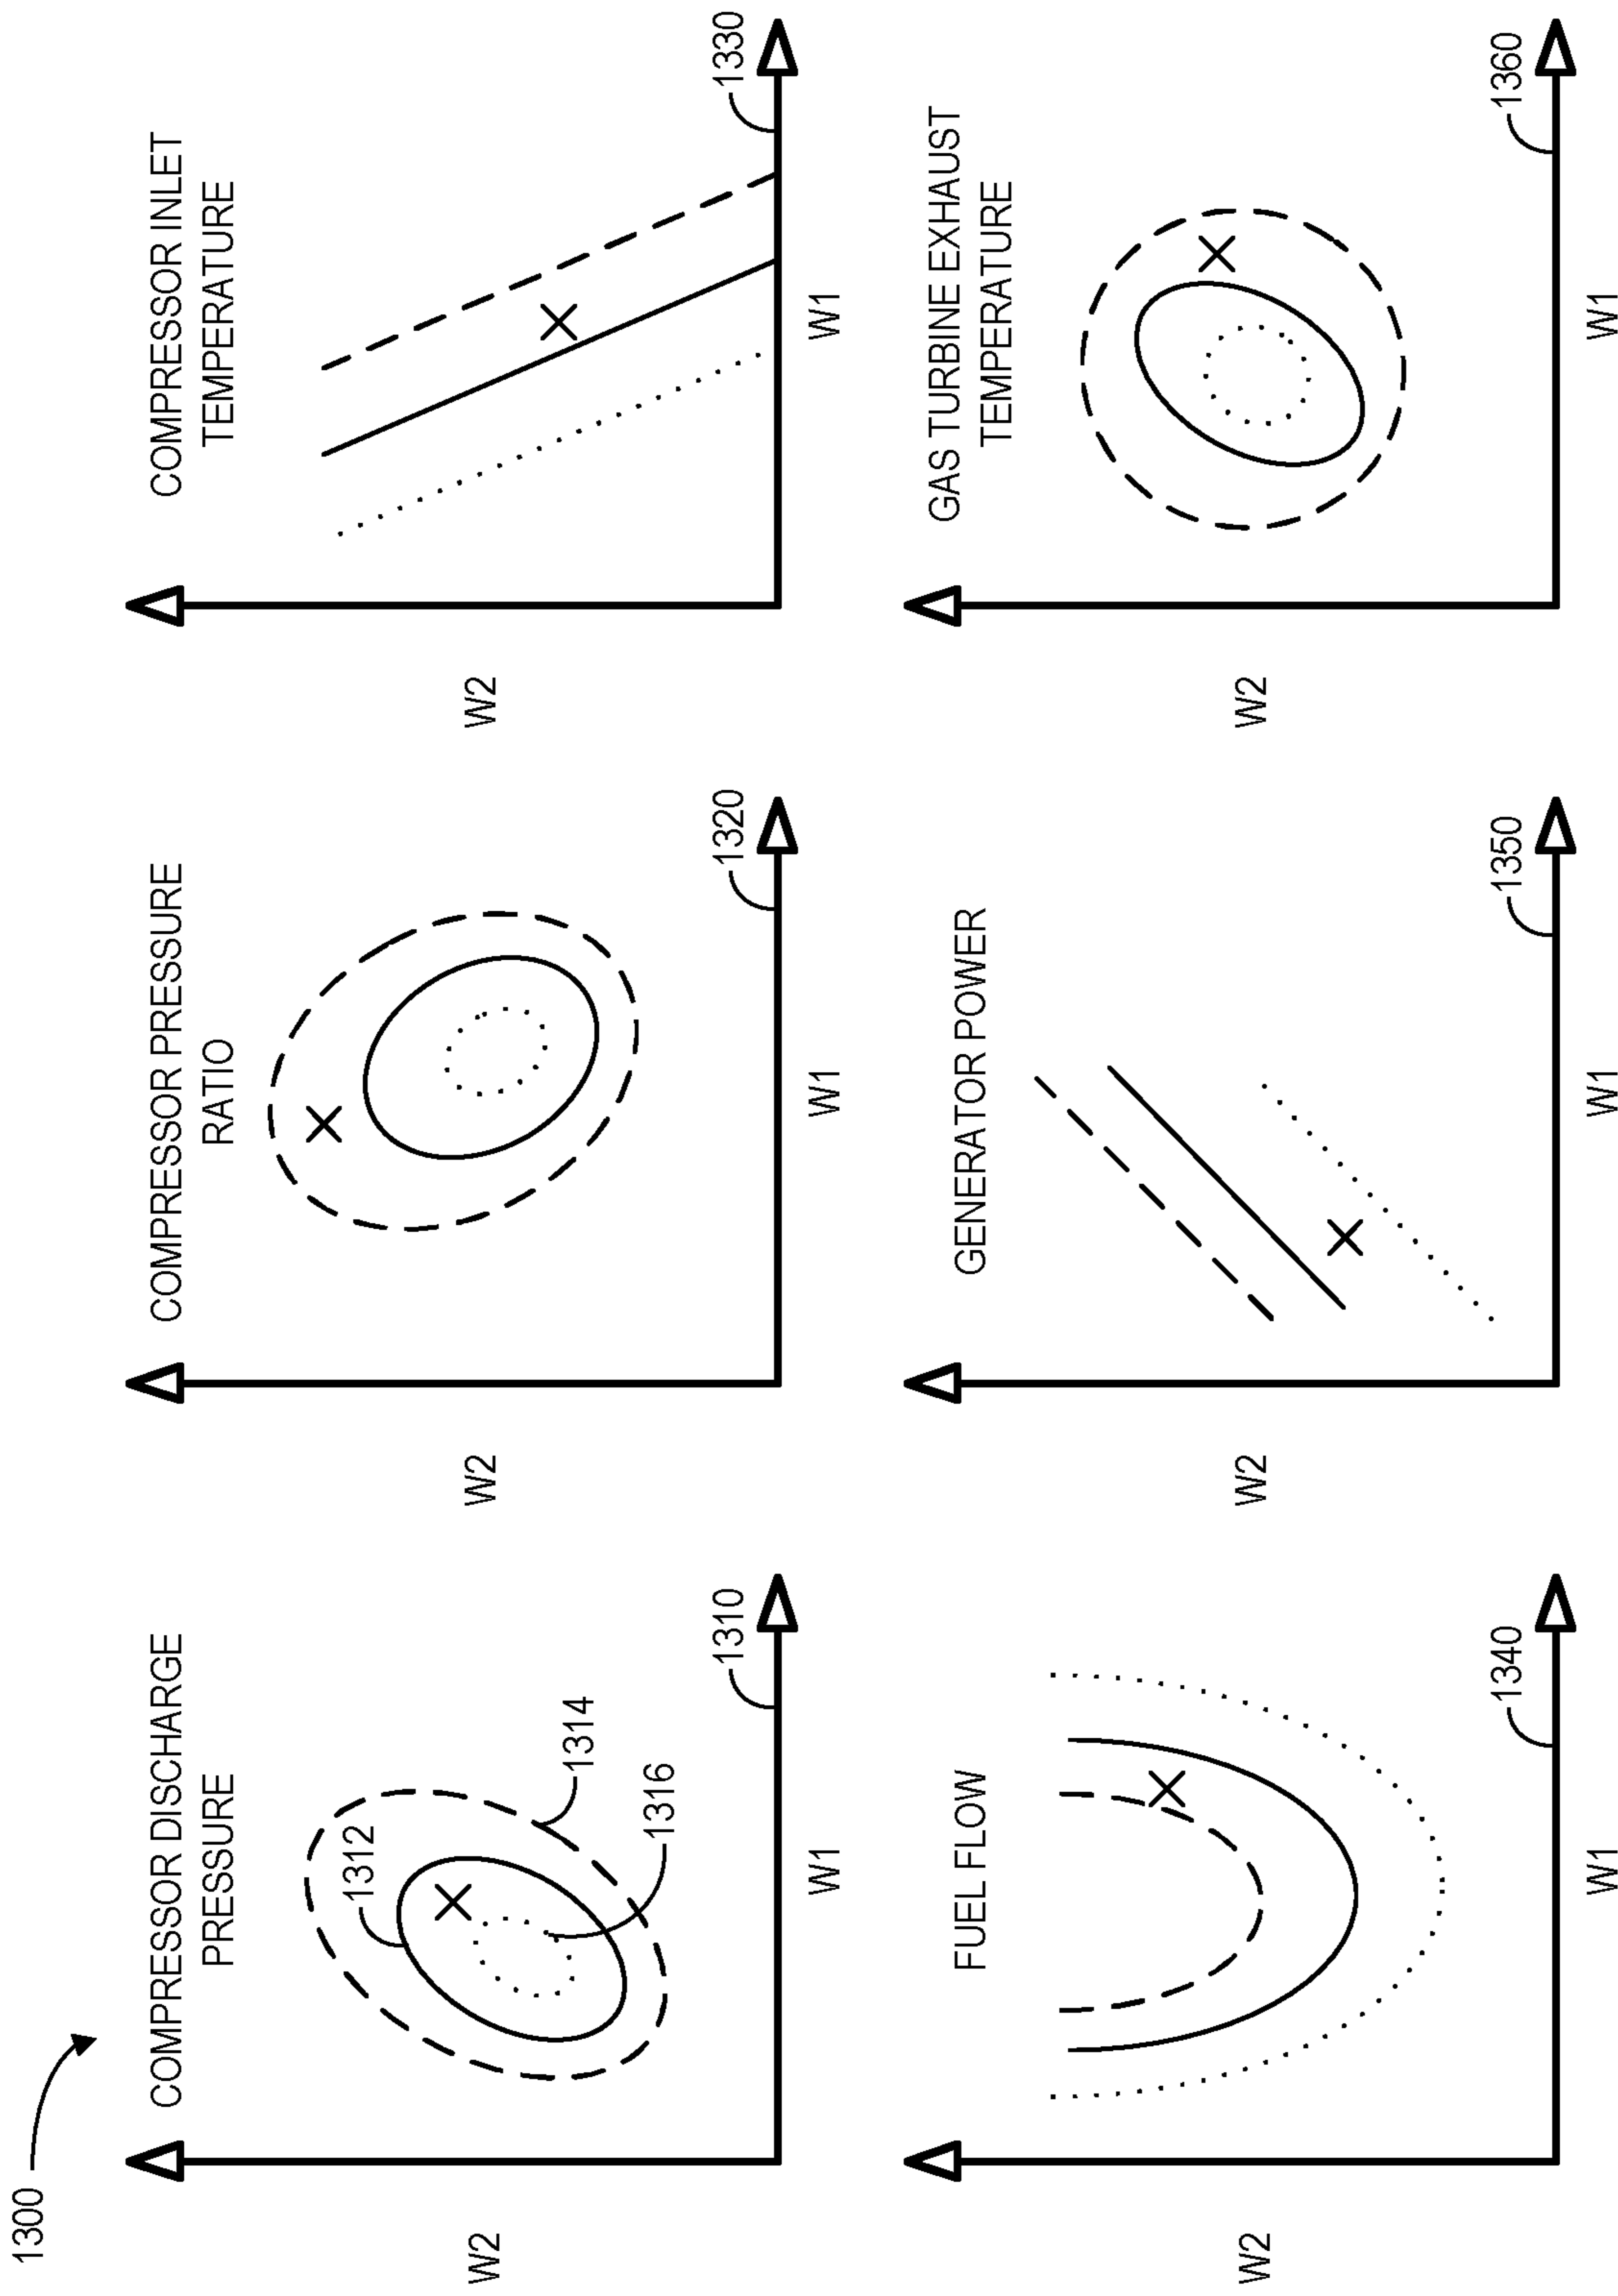 1300
COMPRESSOR DISCHARGE
PRESSURE
1312
1314
1316
1310
W2
W1
COMPRESSOR PRESSURE
RATIO
1320
W2
W1
COMPRESSOR INLET
TEMPERATURE
1330
W2
W1
FUEL FLOW
1340
W2
W1
GENERATOR POWER
1350
W2
W1
GAS TURBINE EXHAUST
TEMPERATURE
1360
W2
W1